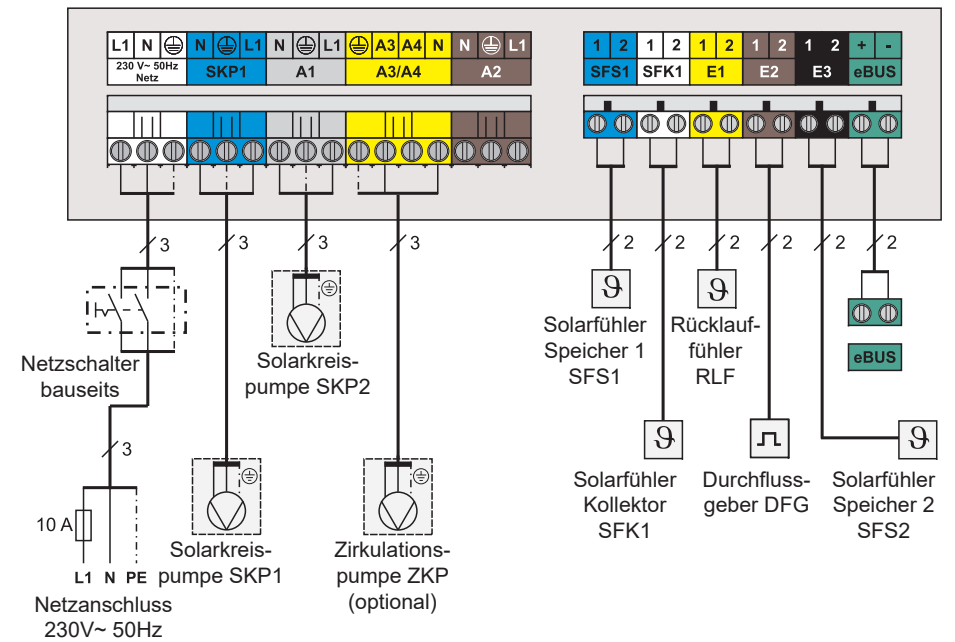 L1 N N L1 N L1 A3 A4 N N L1
230 V~ 50Hz
Netz
SKP1 A1 A3/A4 A2
1 2 1 2 1 2 1 2 1 2 + -
SFS1 SFK1 E1 E2 E3 eBUS
3 3 3 3 2 2 2 2 2 2
Netzschalter
bauseits
Solarkreis-
pumpe SKP2
Solarfühler
Speicher 1
SFS1
Rücklauf-
fühler
RLF
eBUS
3
10 A
L1 N PE
Netzanschluss
230V~ 50Hz
Solarkreis-
pumpe SKP1
Zirkulations-
pumpe ZKP
(optional)
ϑ ϑ
ϑ ϑ
Solarfühler
Kollektor
SFK1
Durchfluss-
geber DFG
Solarfühler
Speicher 2
SFS2